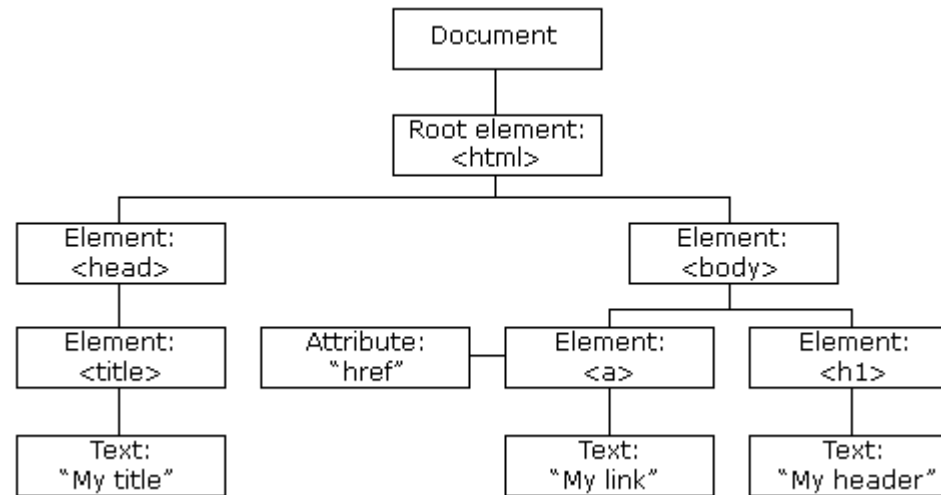 Document
Root element:
<html>
Element:
<head>
Element:
<body>
Element:
<title>
Attribute:
“href”
Element:
<a>
Element:
<h1>
Text:
“My title”
Text:
“My link”
Text:
“My header”